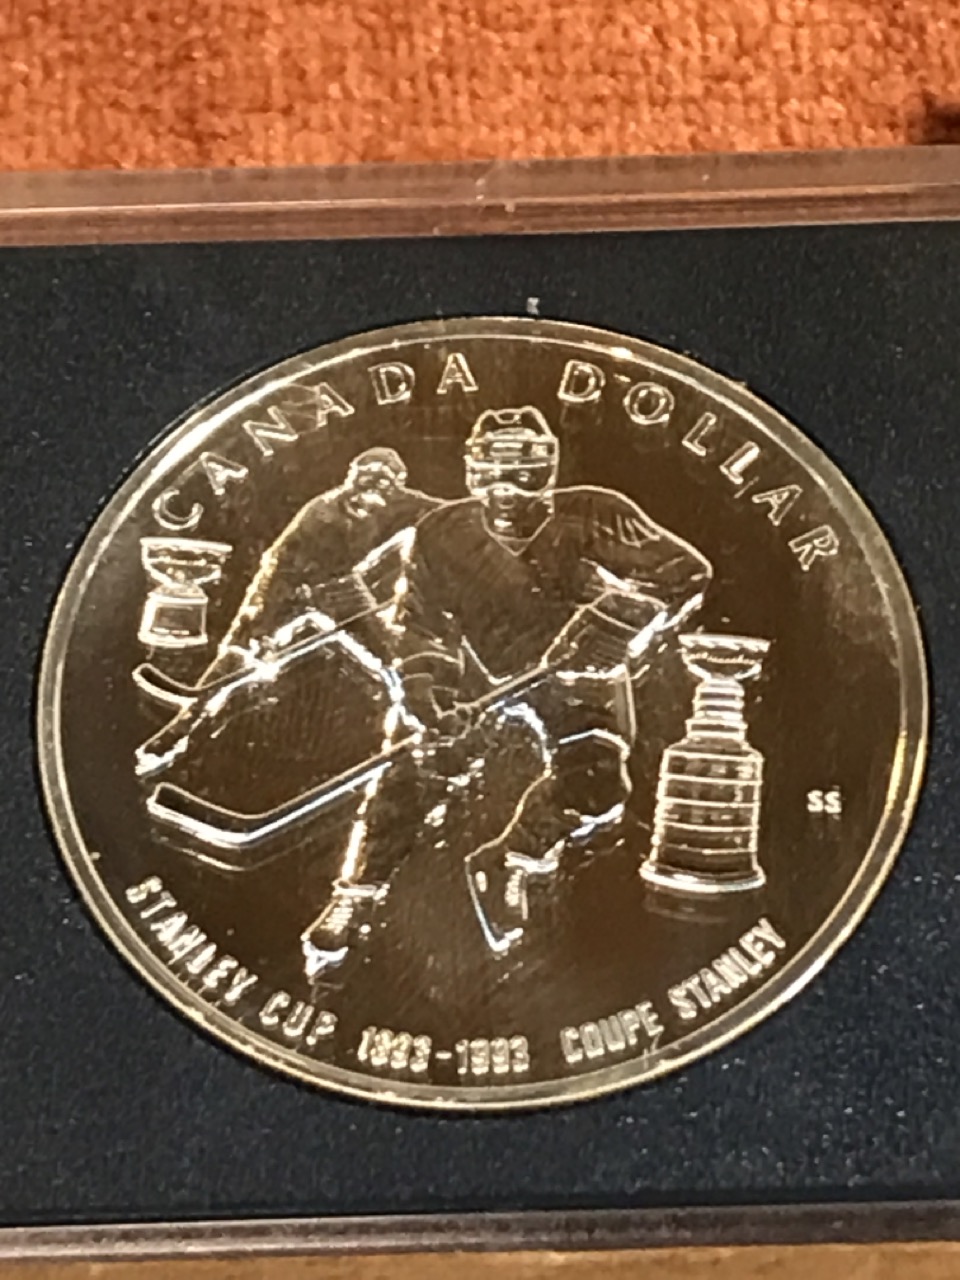 CANADA DOLLAR
SS
STANLEY CUP 1893-1993 COUPE STANLEY